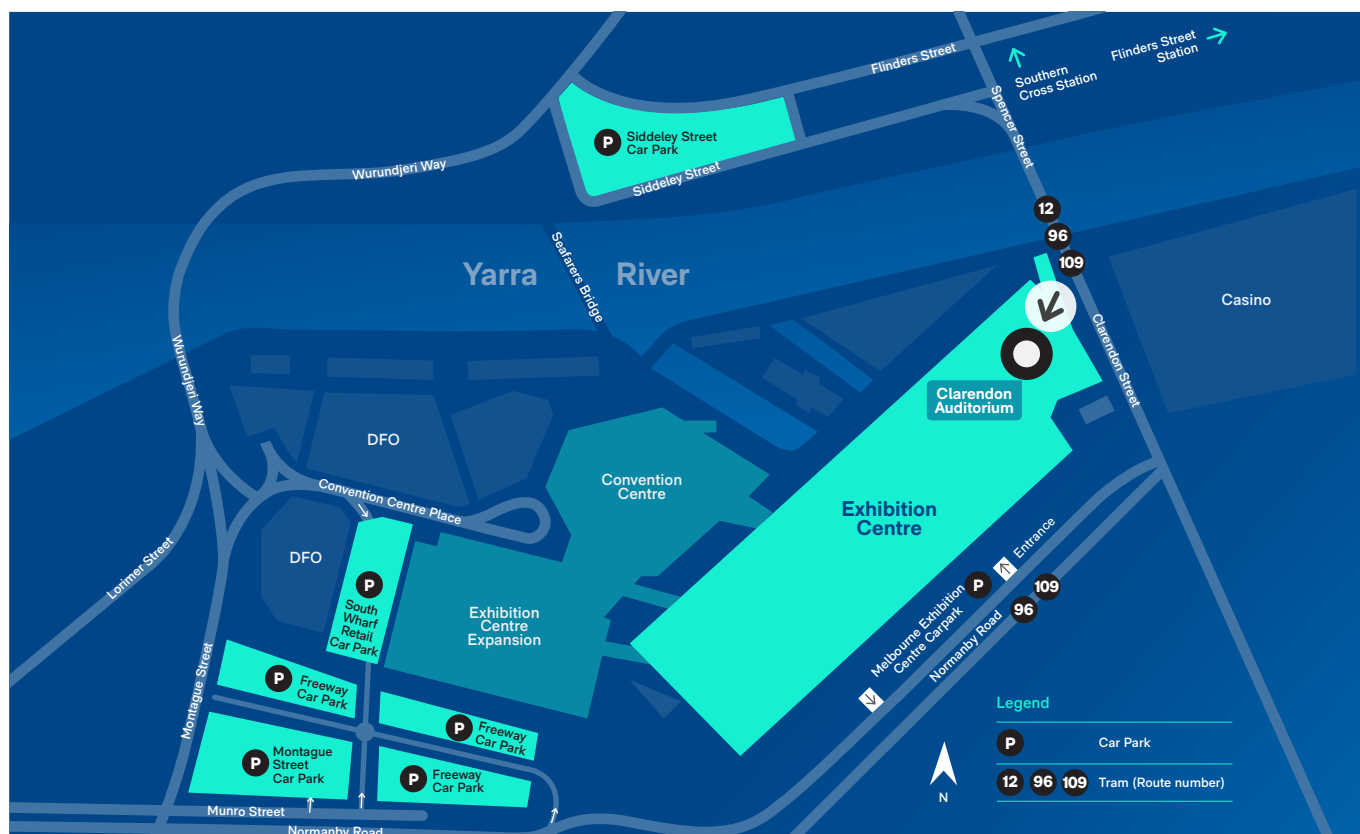 Flinders Street
Station
Flinders Street
Southern
Cross Station
Spencer Street
P
Siddeley Street
Car Park
Siddeley Street
Wurundjeri Way
12
96
109
Yarra River
Seafarers Bridge
Casino
Clarendon Street
Wurundjeri Way
Clarendon
Auditorium
DFO
Convention
Centre
Convention Centre Place
Exhibition
Centre
DFO
Lorimer Street
P
South
Wharf
Retail
Car Park
Exhibition
Centre
Expansion
Entrance
P
Melbourne Exhibition
Centre Carpark
109
96
Normanby Road
Montague Street
P
Freeway
Car Park
P
Freeway
Car Park
P
Montague
Street
Car Park
P
Freeway
Car Park
Munro Street
Normanby Road
N
Legend
P
Car Park
12 96 109 Tram (Route number)